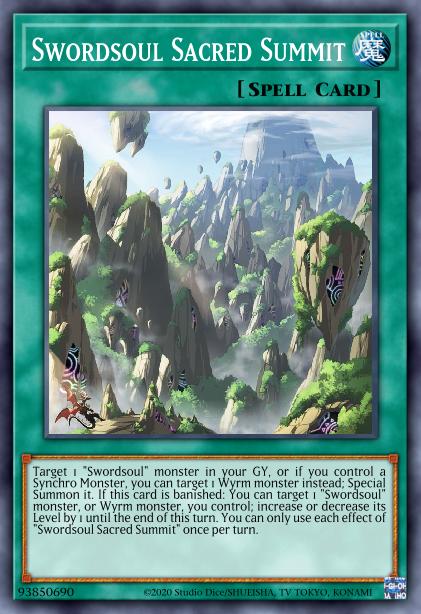 Swordsoul Sacred Summit
SPELL
魔
[Spell Card]
Target 1 "Swordsoul" monster in your GY, or if you control a
Synchro Monster, you can target 1 Wyrm monster instead; Special
Summon it. If this card is banished: You can target 1 "Swordsoul"
monster, or Wyrm monster, you control; increase or decrease its
Level by 1 until the end of this turn. You can only use each effect of
"Swordsoul Sacred Summit" once per turn.
93850690
©2020 Studio Dice/SHUEISHA, TV TOKYO, KONAMI